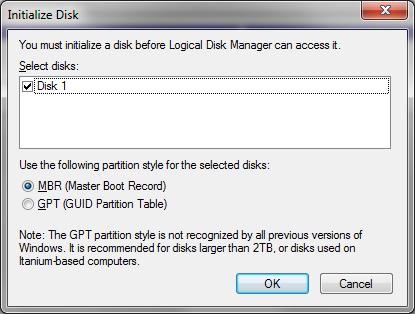 Initialize Disk
You must initialize a disk before Logical Disk Manager can access it.
Select disks:
Disk 1
Use the following partition style for the selected disks:
MBR (Master Boot Record)
GPT (GUID Partition Table)
Note: The GPT partition style is not recognized by all previous versions of
Windows. It is recommended for disks larger than 2TB, or disks used on
Itanium-based computers.
OK
Cancel